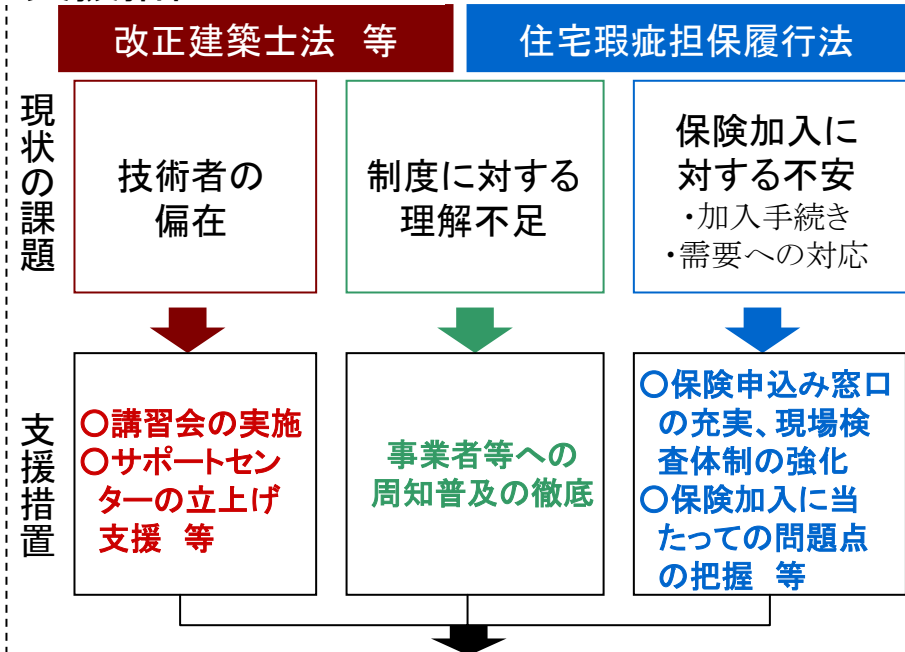 改正建築士法 等
住宅瑕疵担保履行法
現状の課題
技術者の
偏在
制度に対する
理解不足
保険加入に
対する不安
・加入手続き
・需要への対応
支援措置
○講習会の実施
○サポートセン
ターの立上げ
支援 等
事業者等への
周知普及の徹底
○保険申込み窓口
の充実、現場検
査体制の強化
○保険加入に当
たっての問題点
の把握 等